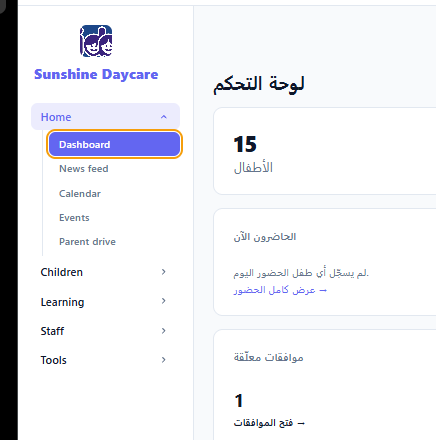 Sunshine Daycare
Home
Dashboard
News feed
Calendar
Events
Parent drive
Children
Learning
Staff
Tools
لوحة التحكم
15
الأطفال
الحاضرون الآن
لم يسجّل أي طفل الحضور اليوم.
عرض كامل الحضور →
موافقات معلّقة
1
فتح الموافقات →